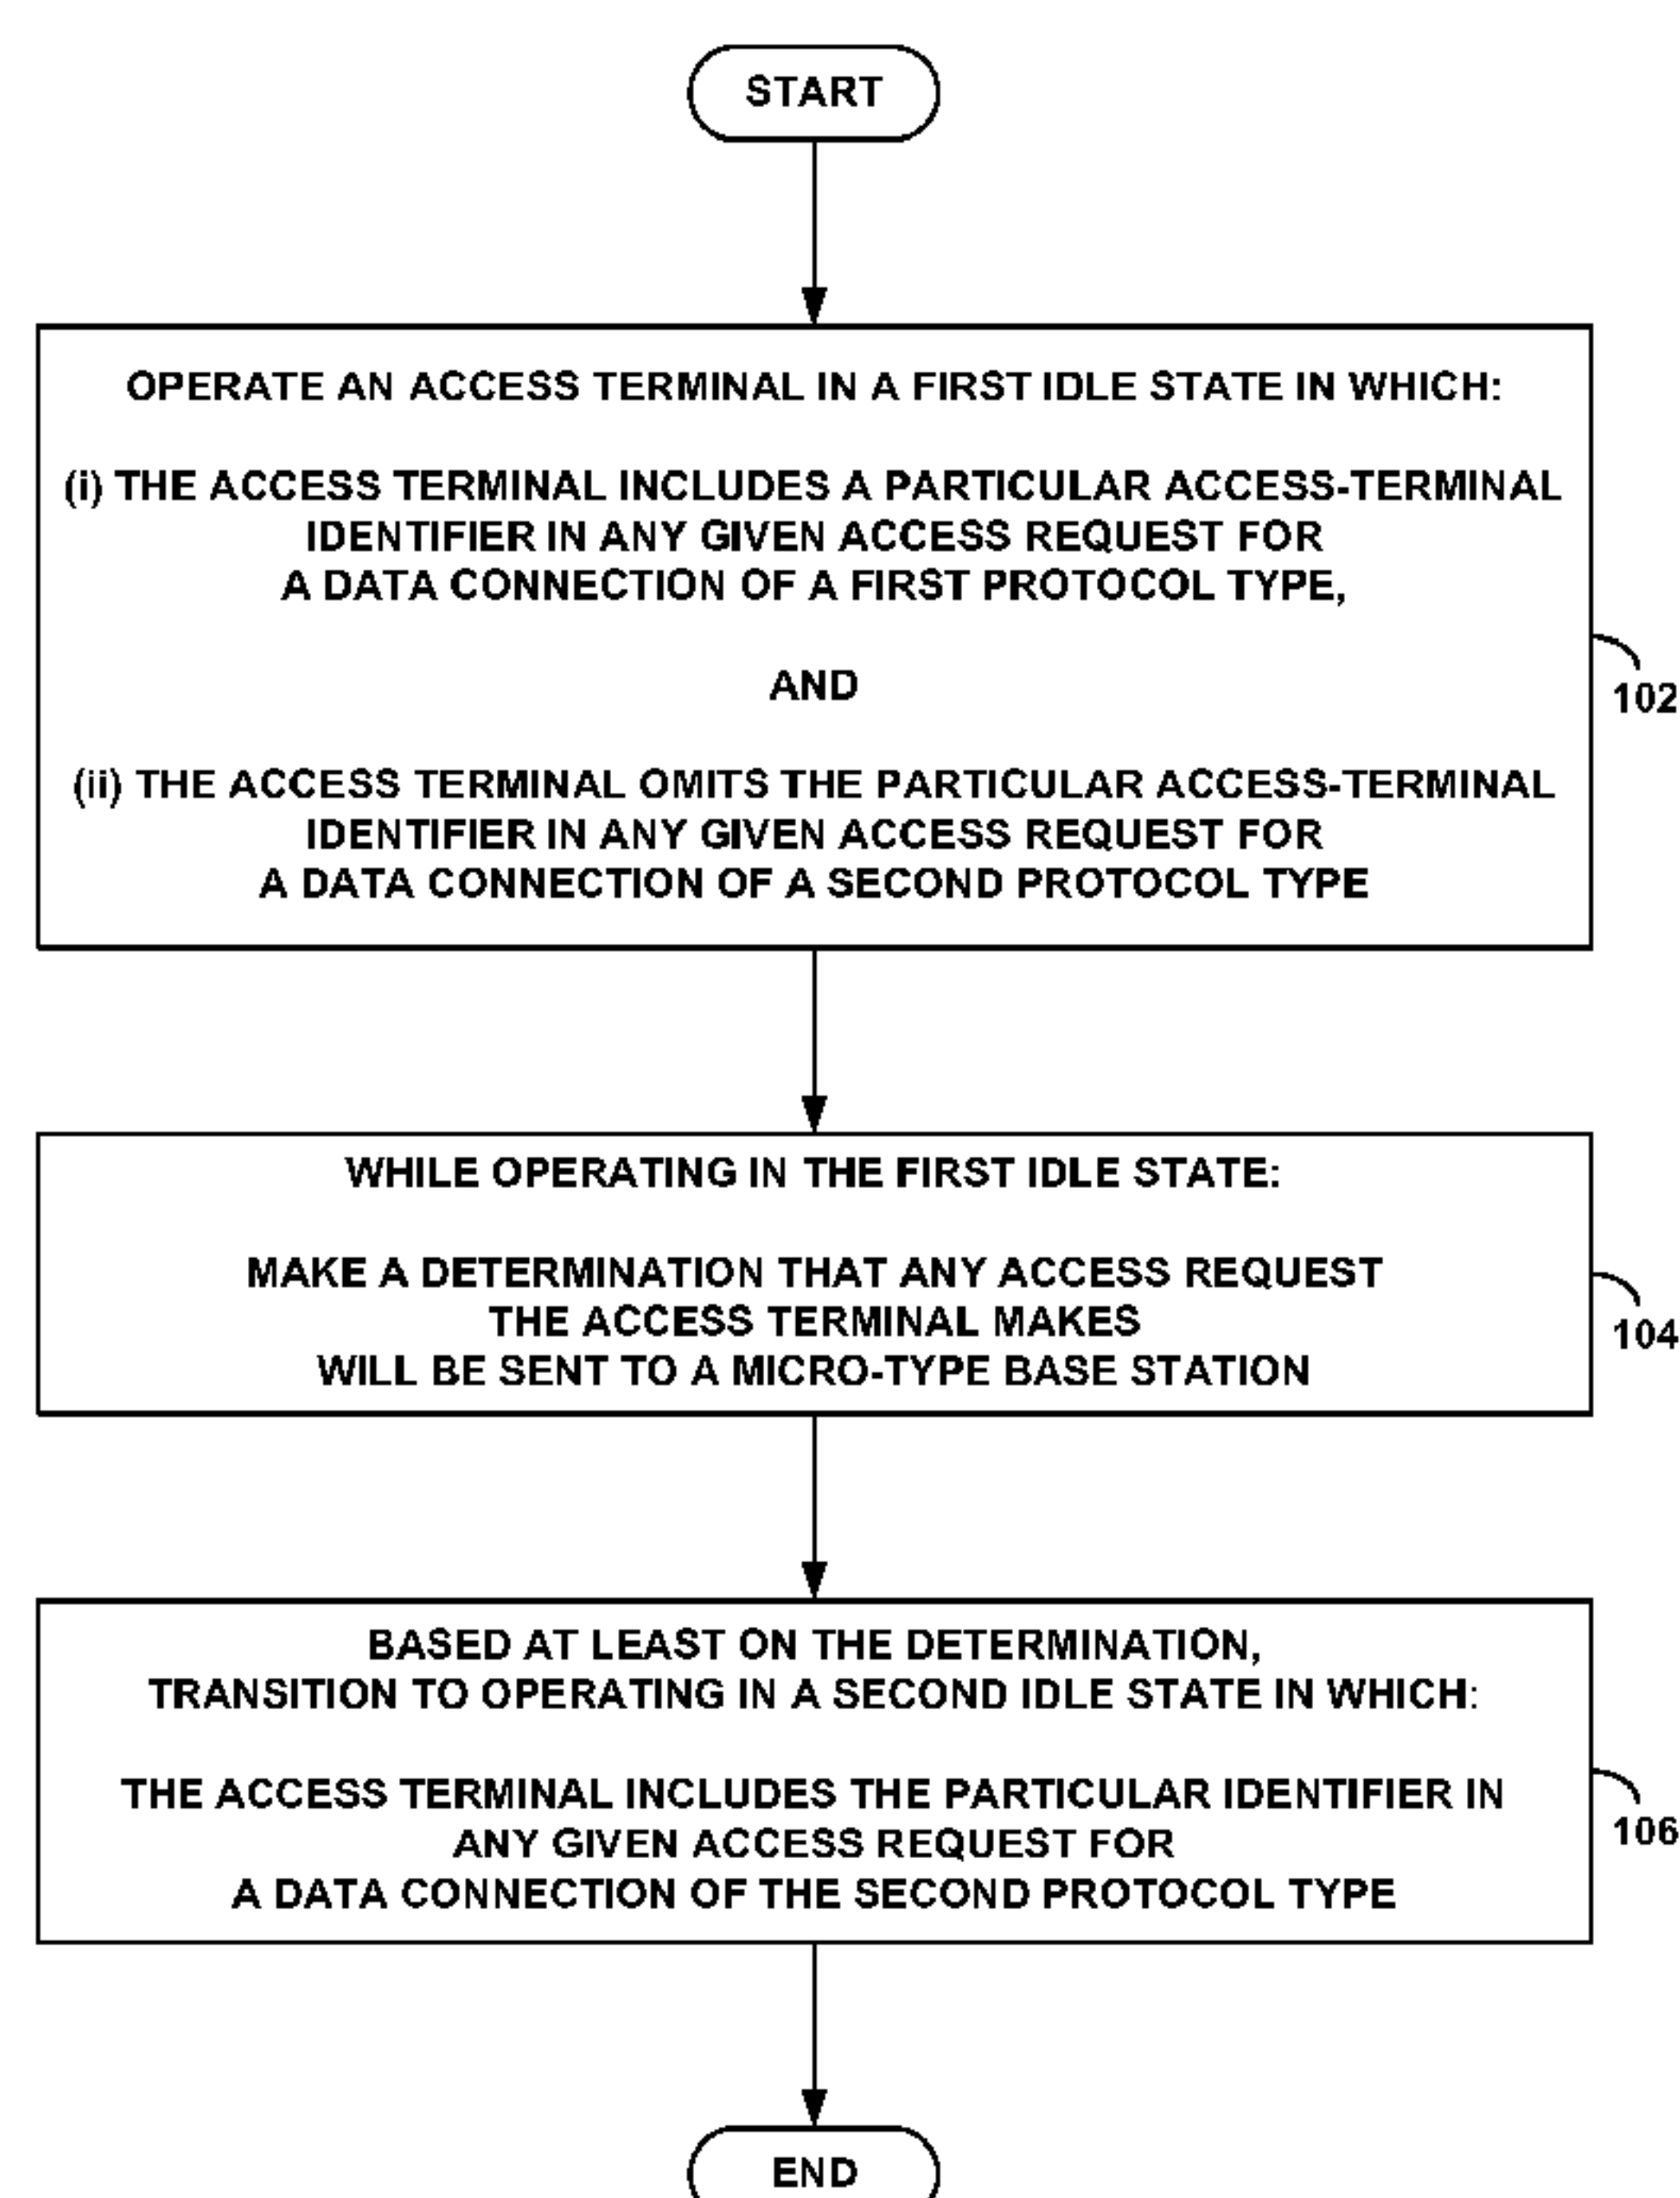 START
OPERATE AN ACCESS TERMINAL IN A FIRST IDLE STATE IN WHICH:
(i) THE ACCESS TERMINAL INCLUDES A PARTICULAR ACCESS-TERMINAL
IDENTIFIER IN ANY GIVEN ACCESS REQUEST FOR
A DATA CONNECTION OF A FIRST PROTOCOL TYPE,
AND
(ii) THE ACCESS TERMINAL OMITS THE PARTICULAR ACCESS-TERMINAL
IDENTIFIER IN ANY GIVEN ACCESS REQUEST FOR
A DATA CONNECTION OF A SECOND PROTOCOL TYPE
102
WHILE OPERATING IN THE FIRST IDLE STATE:
MAKE A DETERMINATION THAT ANY ACCESS REQUEST
THE ACCESS TERMINAL MAKES
WILL BE SENT TO A MICRO-TYPE BASE STATION
104
BASED AT LEAST ON THE DETERMINATION,
TRANSITION TO OPERATING IN A SECOND IDLE STATE IN WHICH:
THE ACCESS TERMINAL INCLUDES THE PARTICULAR IDENTIFIER IN
ANY GIVEN ACCESS REQUEST FOR
A DATA CONNECTION OF THE SECOND PROTOCOL TYPE
106
END